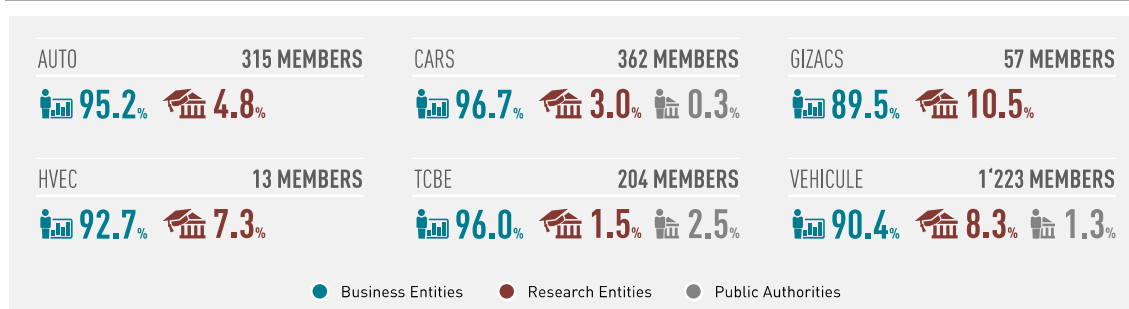 AUTO 315 MEMBERS
95.2% 4.8%
CARS 362 MEMBERS
96.7% 3.0% 0.3%
GIZACS 57 MEMBERS
89.5% 10.5%
HVEC 13 MEMBERS
92.7% 7.3%
TCBE 204 MEMBERS
96.0% 1.5% 2.5%
VEHICULE 1'223 MEMBERS
90.4% 8.3% 1.3%
Business Entities Research Entities Public Authorities